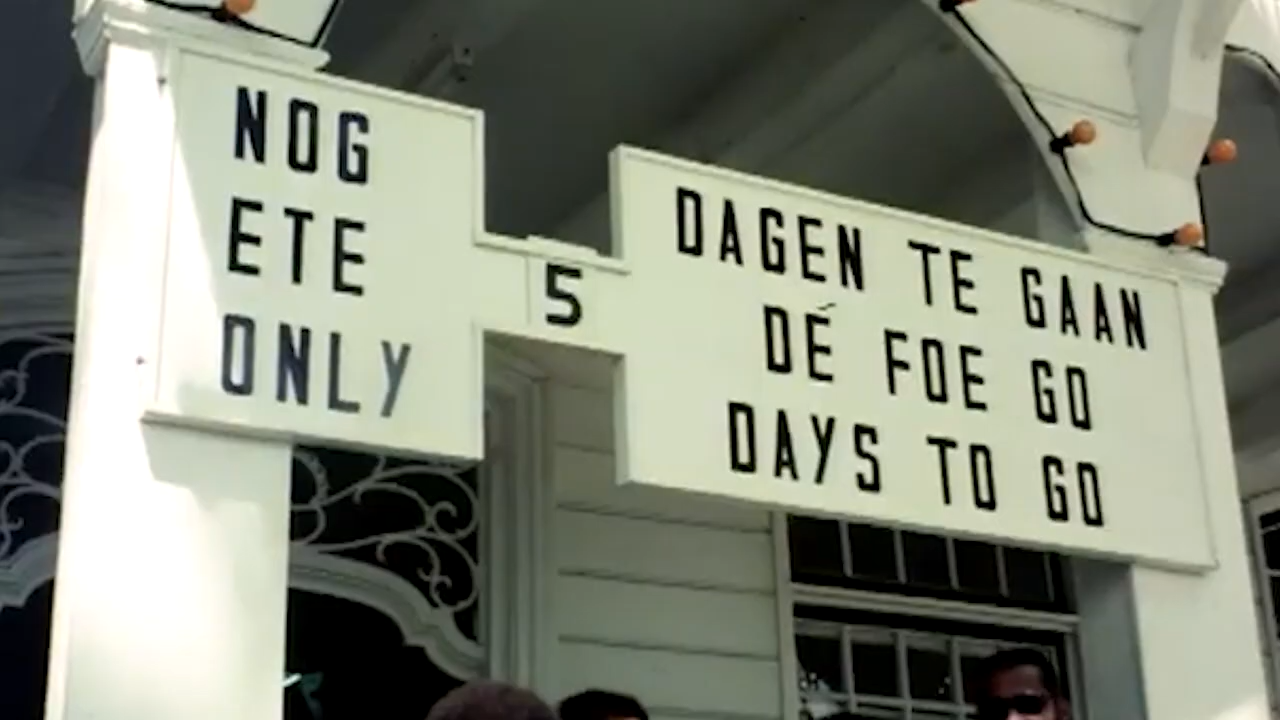 NOG
ETE
ONLY
5
DAGEN TE GAAN
DÉ FOE GO
DAYS TO GO